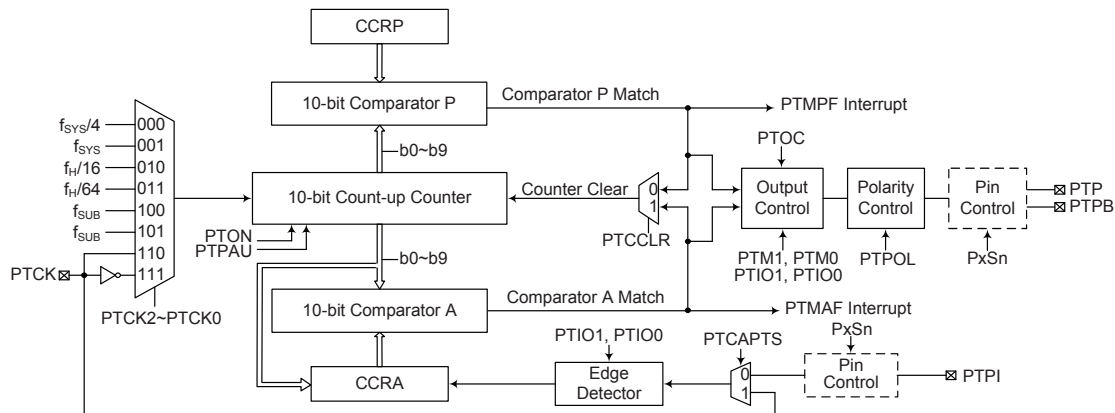 CCRP
10-bit Comparator P
Comparator P Match
PTMPF Interrupt
b0~b9
fSYS/4
000
fSYS
001
fH/16
010
fH/64
011
fSUB
100
fSUB
101
110
111
PTCK
PTCK2~PTCK0
10-bit Count-up Counter
PTON
PTPAU
Counter Clear
0
1
PTCCLR
PTOC
Output
Control
PTM1, PTM0
PTIO1, PTIO0
Polarity
Control
PTPOL
Pin
Control
PxSn
PTP
PTPB
b0~b9
10-bit Comparator A
Comparator A Match
PTMAF Interrupt
CCRA
PTIO1, PTIO0
Edge
Detector
PTCAPTS
0
1
PxSn
Pin
Control
PTPI